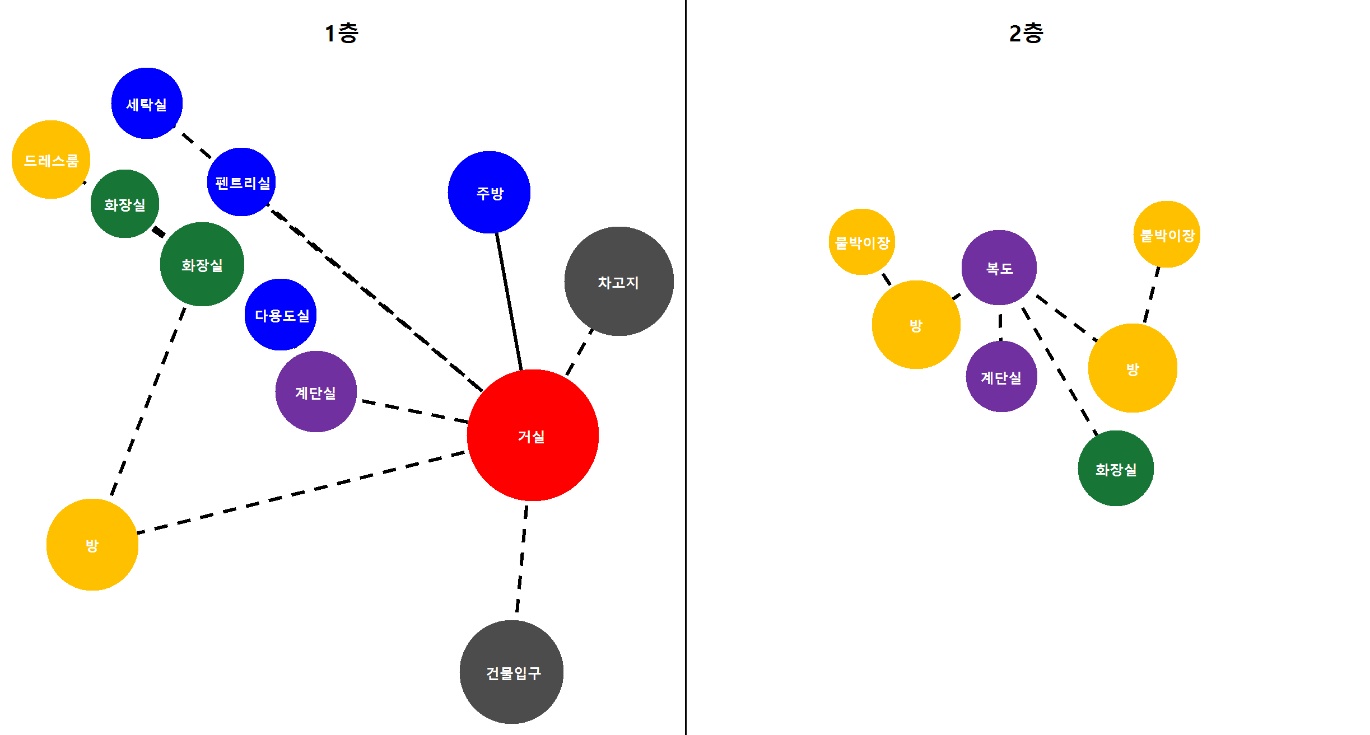 1층
2층
세탁실
드레스룸
펜트리실
화장실
주방
화장실
차고지
다용도실
계단실
거실
방
건물입구
붙박이장
붙박이장
복도
방
계단실
방
화장실